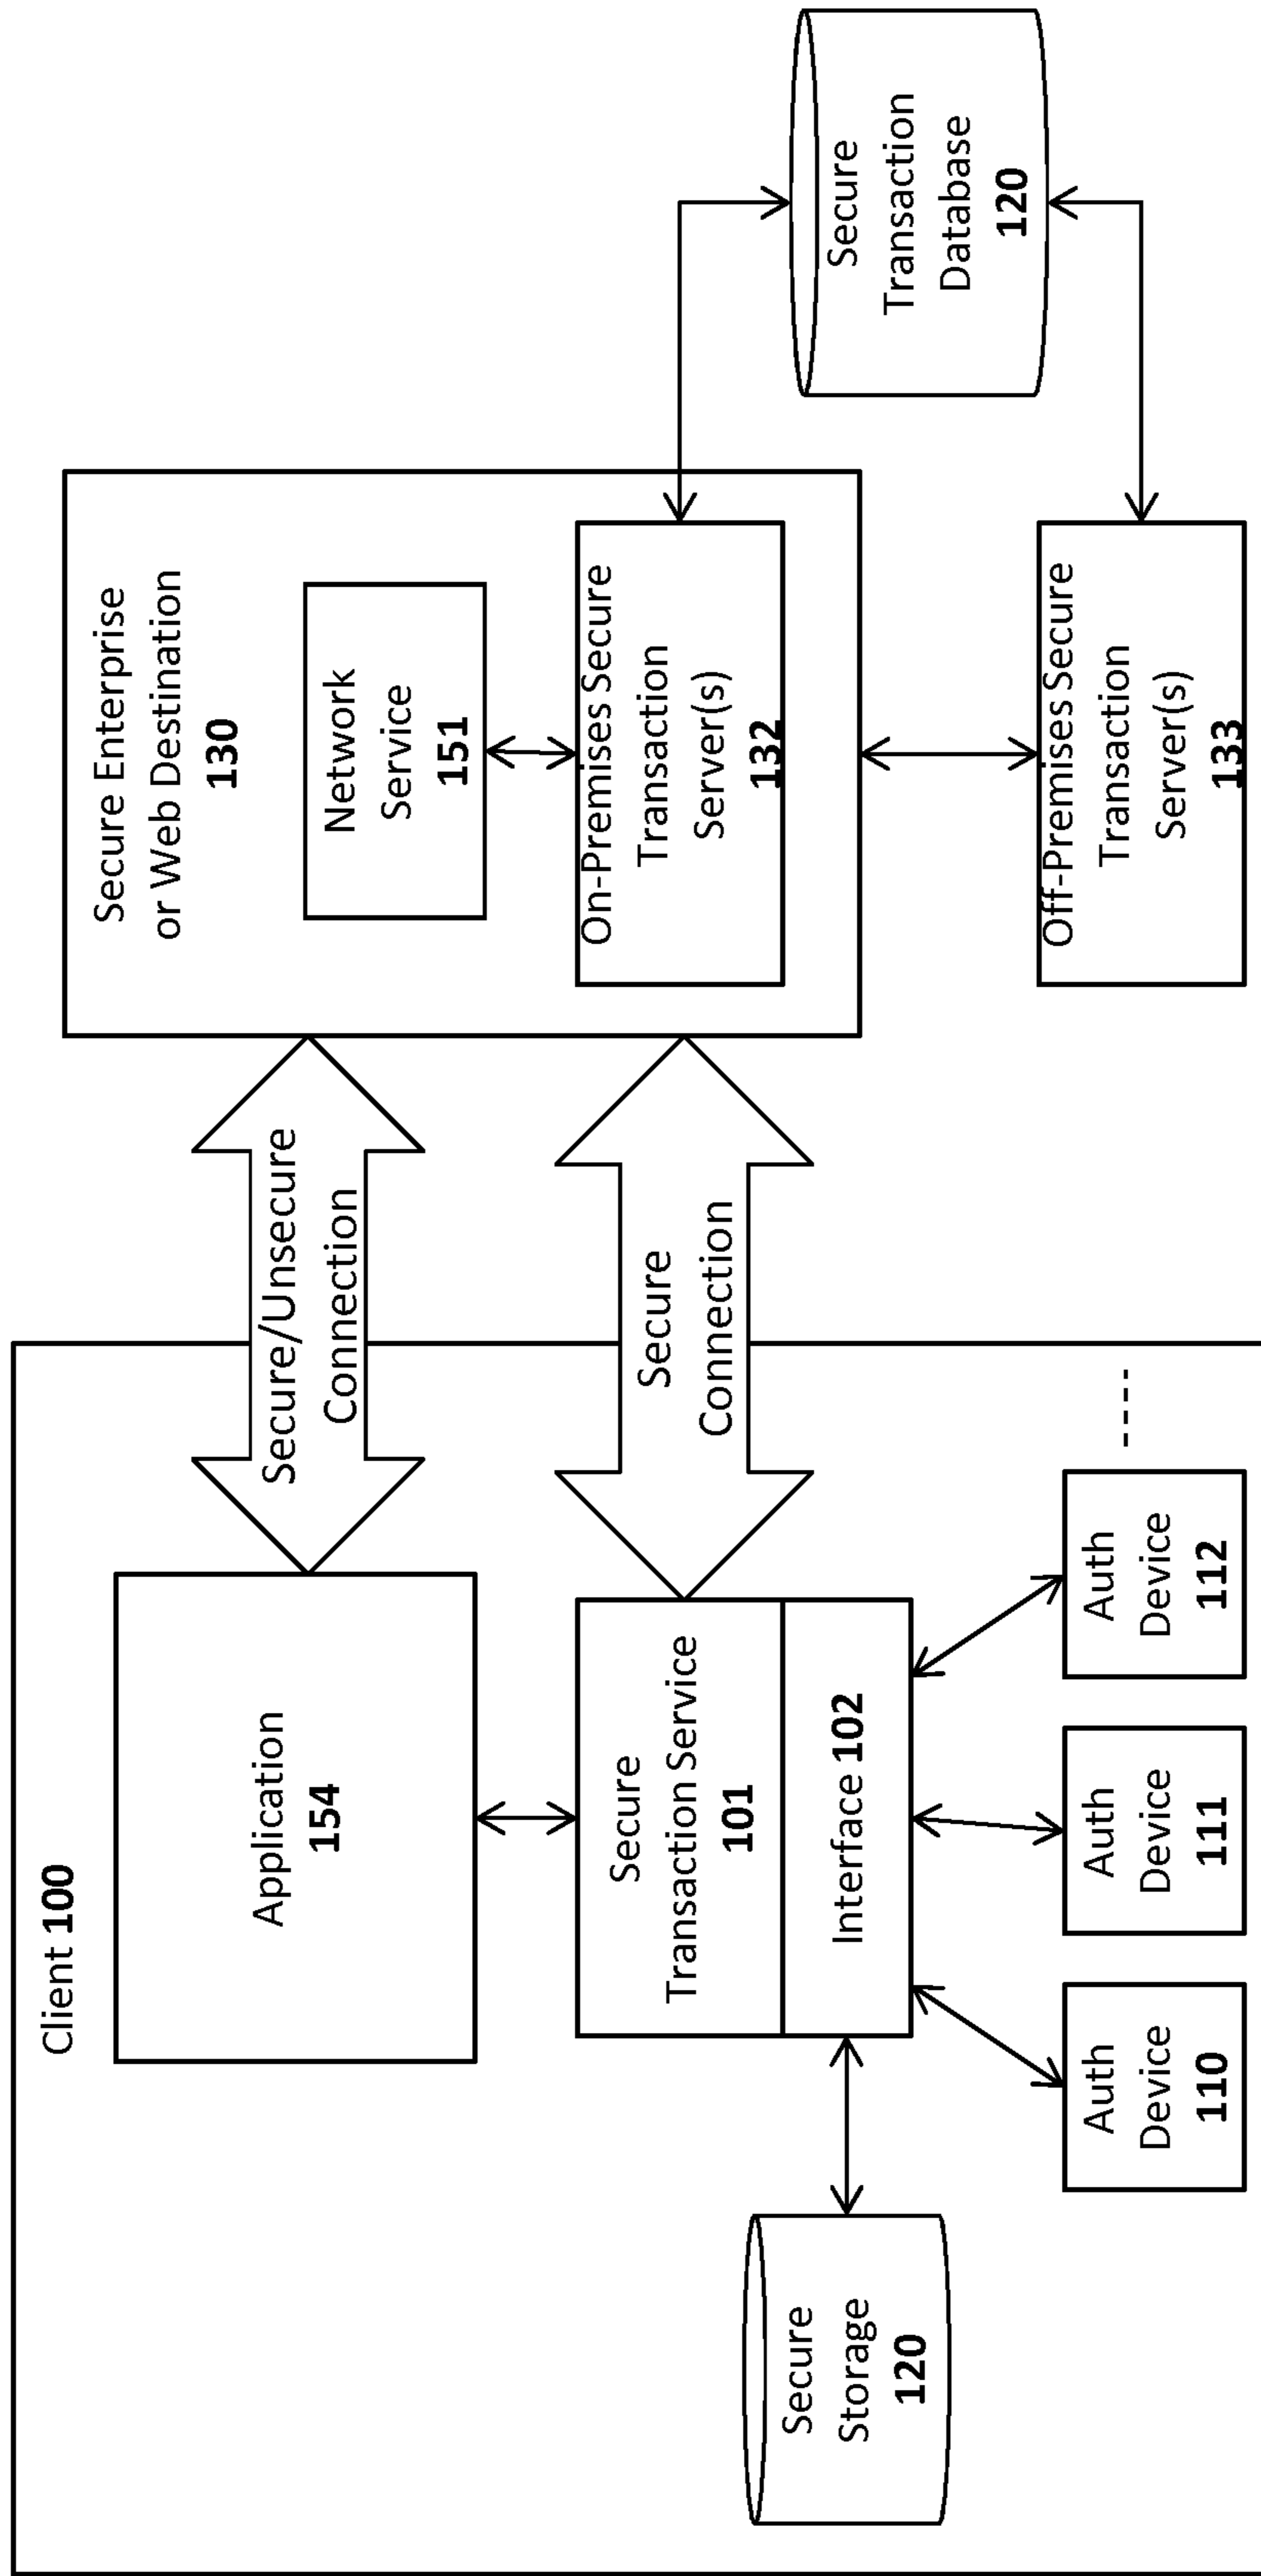 Client 100
Application
154
Secure/Unsecure
Connection
Secure Enterprise
or Web Destination
130
Network
Service
151
Secure
Transaction Service
101
Interface 102
Secure
Connection
On-Premises Secure
Transaction
Server(s)
132
Secure
Storage
120
Auth
Device
110
Auth
Device
111
Auth
Device
112
Off-Premises Secure
Transaction
Server(s)
133
Secure
Transaction
Database
120